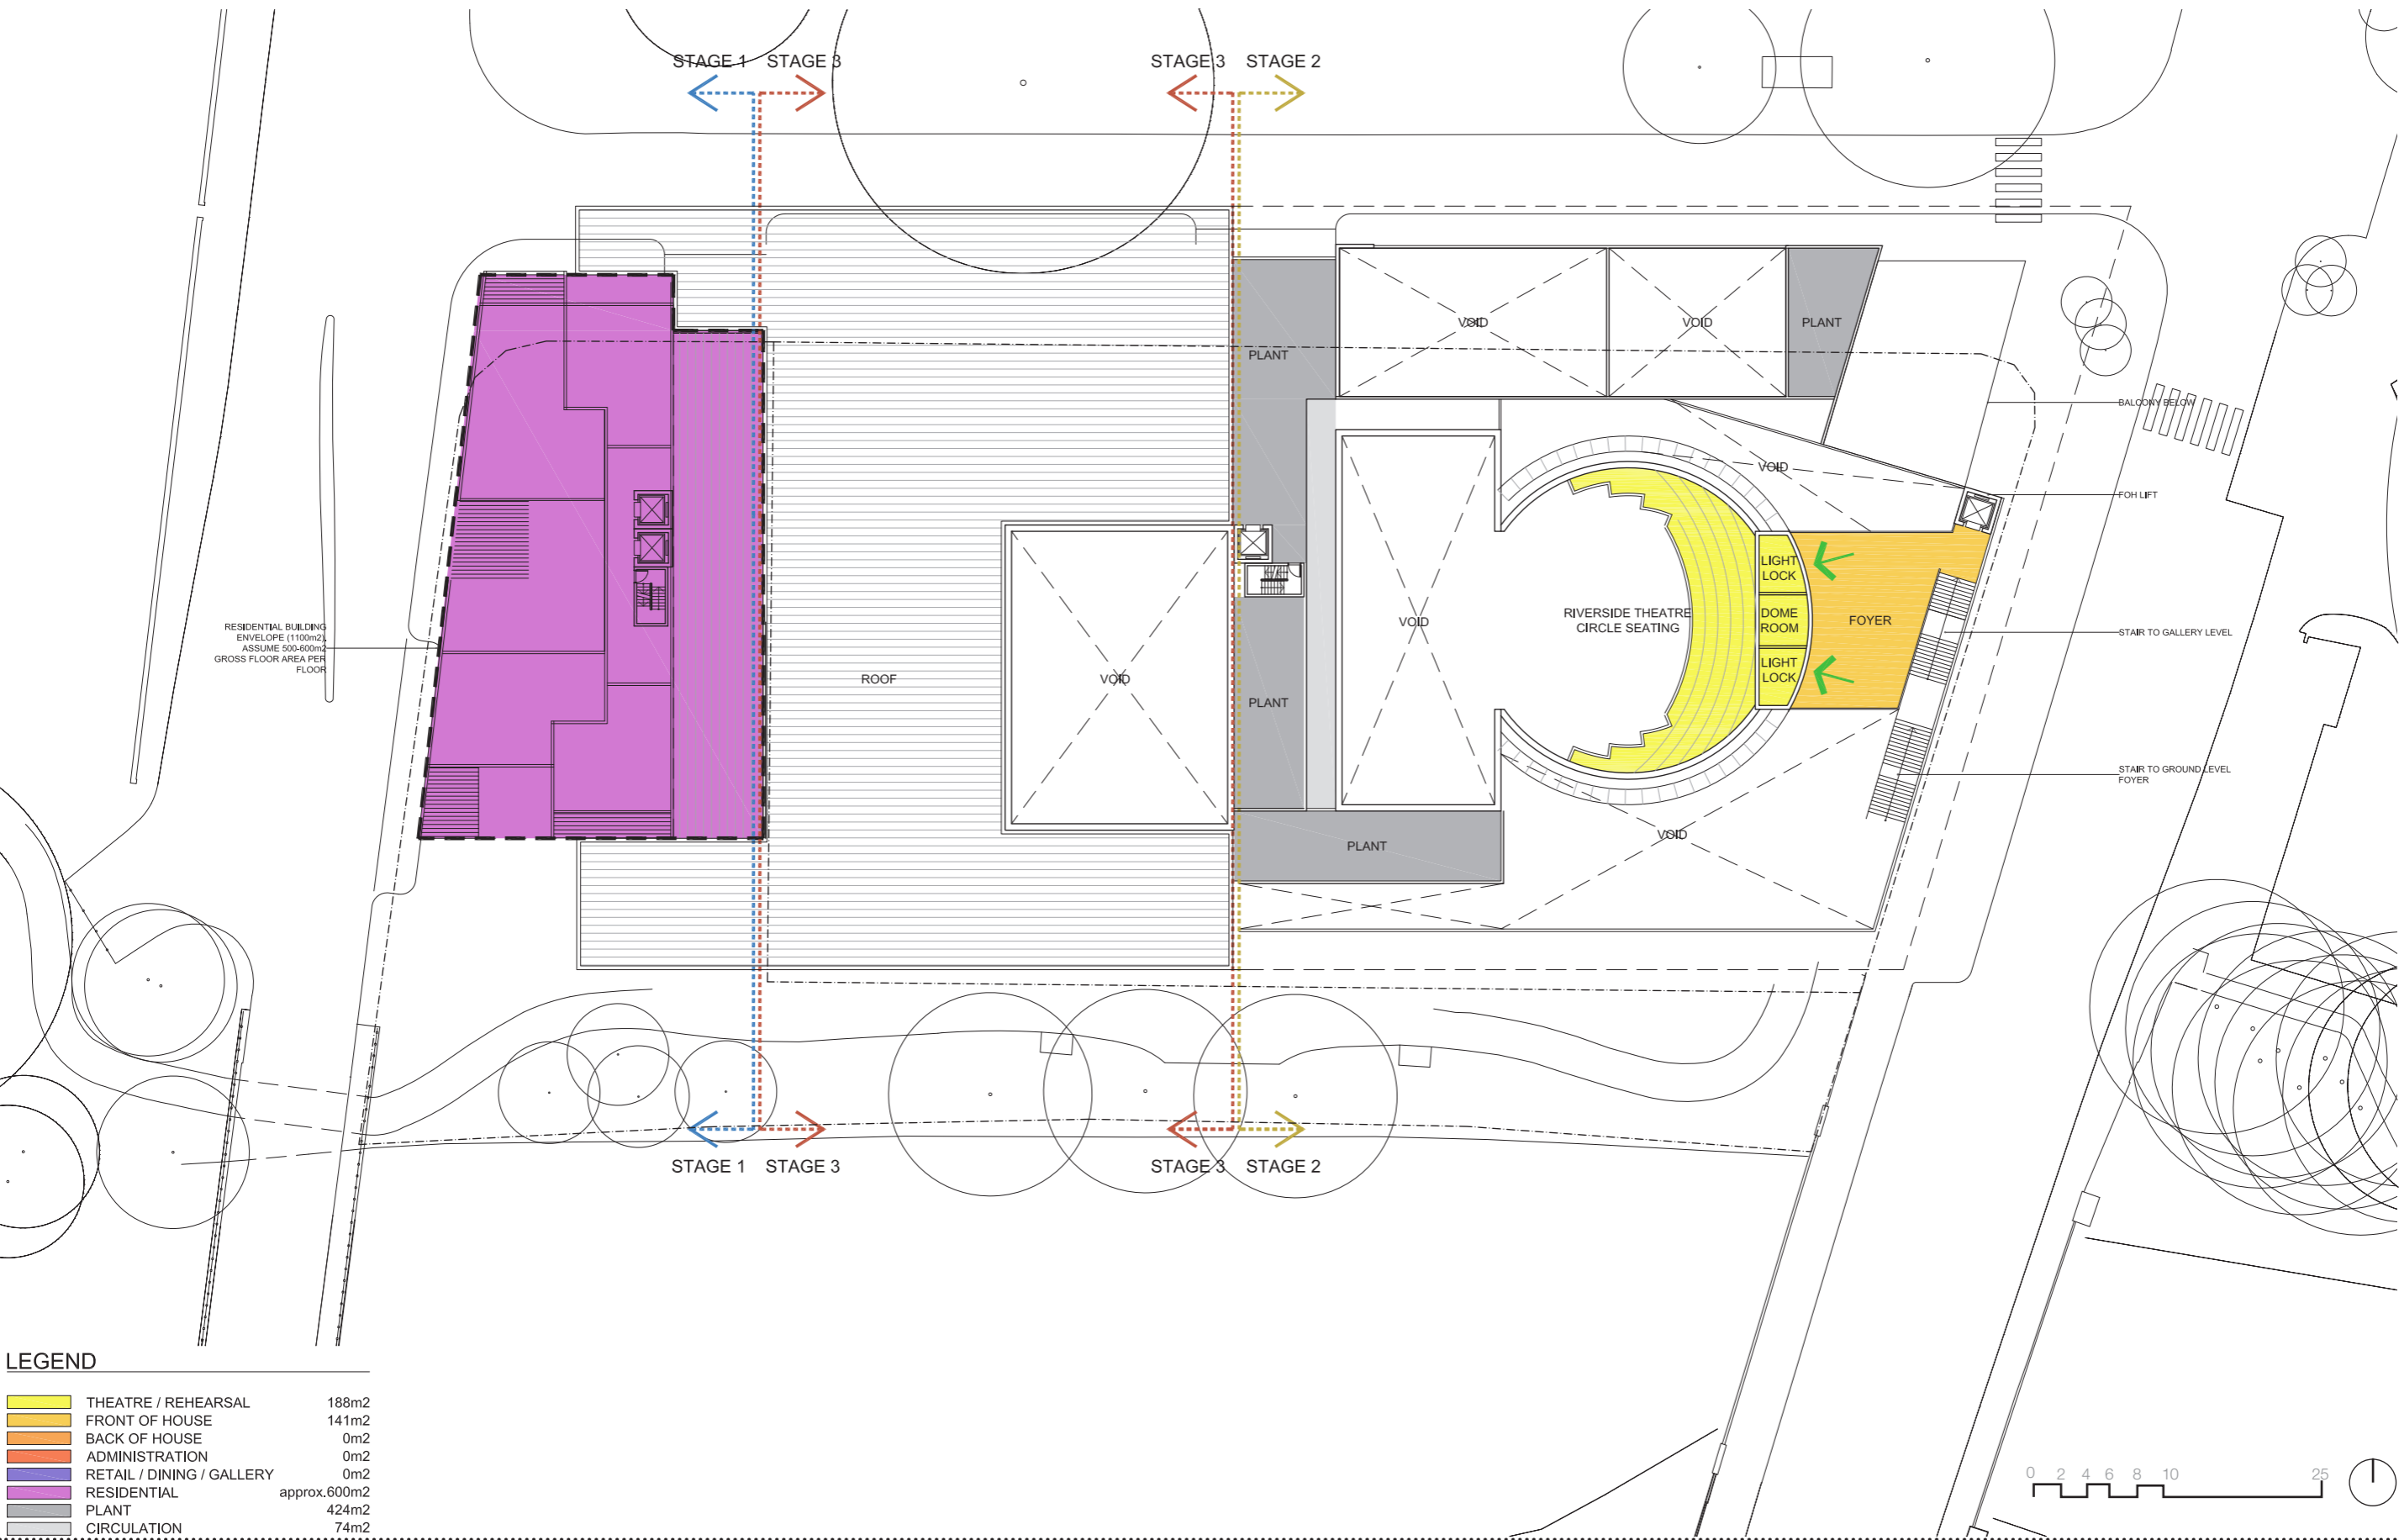 STAGE 1 STAGE 3 STAGE 3 STAGE 2
VOID VOID PLANT
PLANT
BALCONY BELOW
VOID
FOH LIFT
LIGHT
LOCK
RIVERSIDE THEATRE
CIRCLE SEATING
DOME
ROOM
FOYER
VOID
STAIR TO GALLERY LEVEL
RESIDENTIAL BUILDING
ENVELOPE (1100m2),
ASSUME 500-600m2
GROSS FLOOR AREA PER
FLOOR
LIGHT
LOCK
ROOF
VOID
PLANT
STAIR TO GROUND LEVEL
FOYER
VOID
PLANT
STAGE 1 STAGE 3 STAGE 3 STAGE 2
LEGEND
THEATRE / REHEARSAL 188m2
FRONT OF HOUSE 141m2
BACK OF HOUSE 0m2
ADMINISTRATION 0m2
RETAIL / DINING / GALLERY 0m2
RESIDENTIAL approx.600m2
PLANT 424m2
CIRCULATION 74m2
0 2 4 6 8 10 25